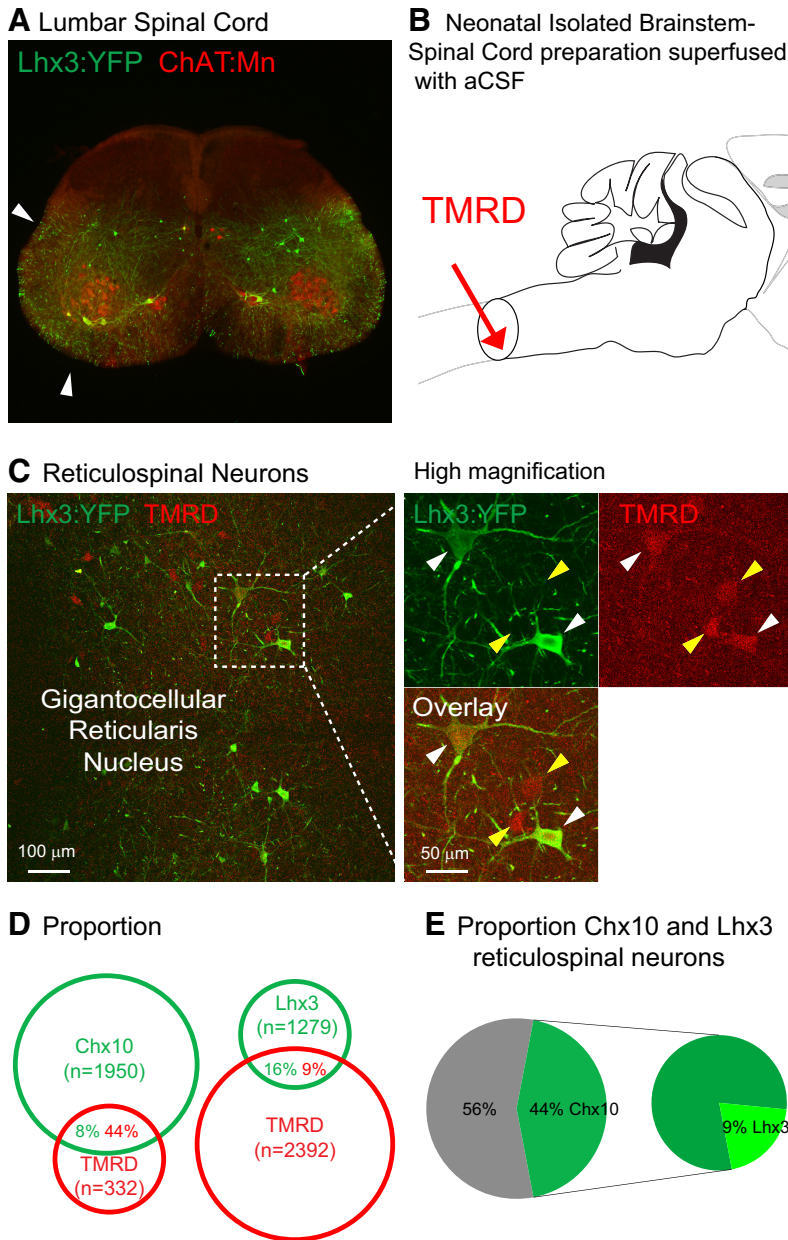 A Lumbar Spinal Cord
Lhx3:YFP ChAT:Mn
B Neonatal Isolated Brainstem-
Spinal Cord preparation superfused
with aCSF
TMRD
C Reticulospinal Neurons
Lhx3:YFP TMRD
Gigantocellular
Reticularis
Nucleus
100 μm
High magnification
Lhx3:YFP
TMRD
Overlay
50 μm
D Proportion
Chx10
(n=1950)
8% 44%
TMRD
(n=332)
Lhx3
(n=1279)
16% 9%
TMRD
(n=2392)
E Proportion Chx10 and Lhx3
reticulospinal neurons
56%
44% Chx10
9% Lhx3